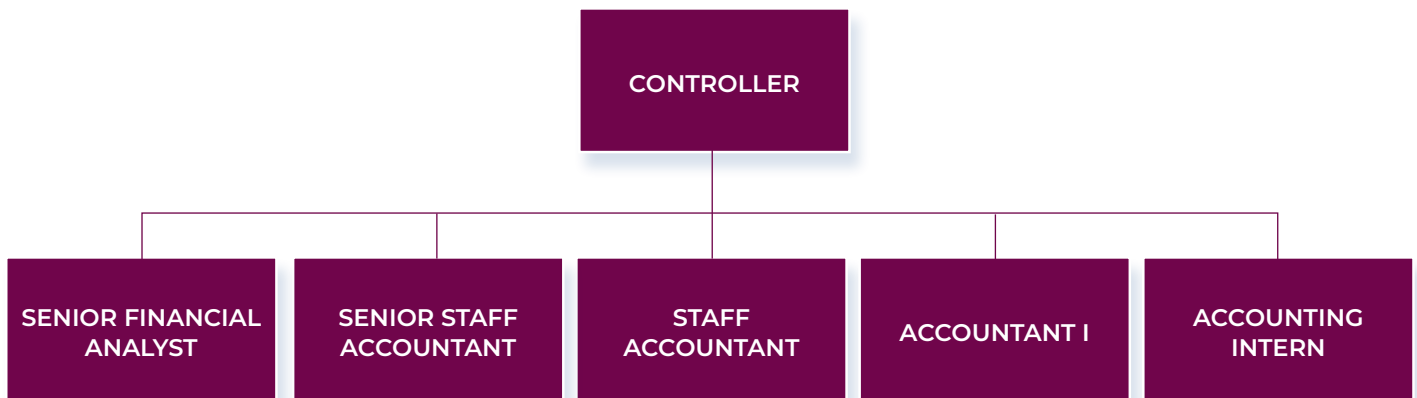 CONTROLLER
SENIOR FINANCIAL
ANALYST
SENIOR STAFF
ACCOUNTANT
STAFF
ACCOUNTANT
ACCOUNTANT I
ACCOUNTING
INTERN